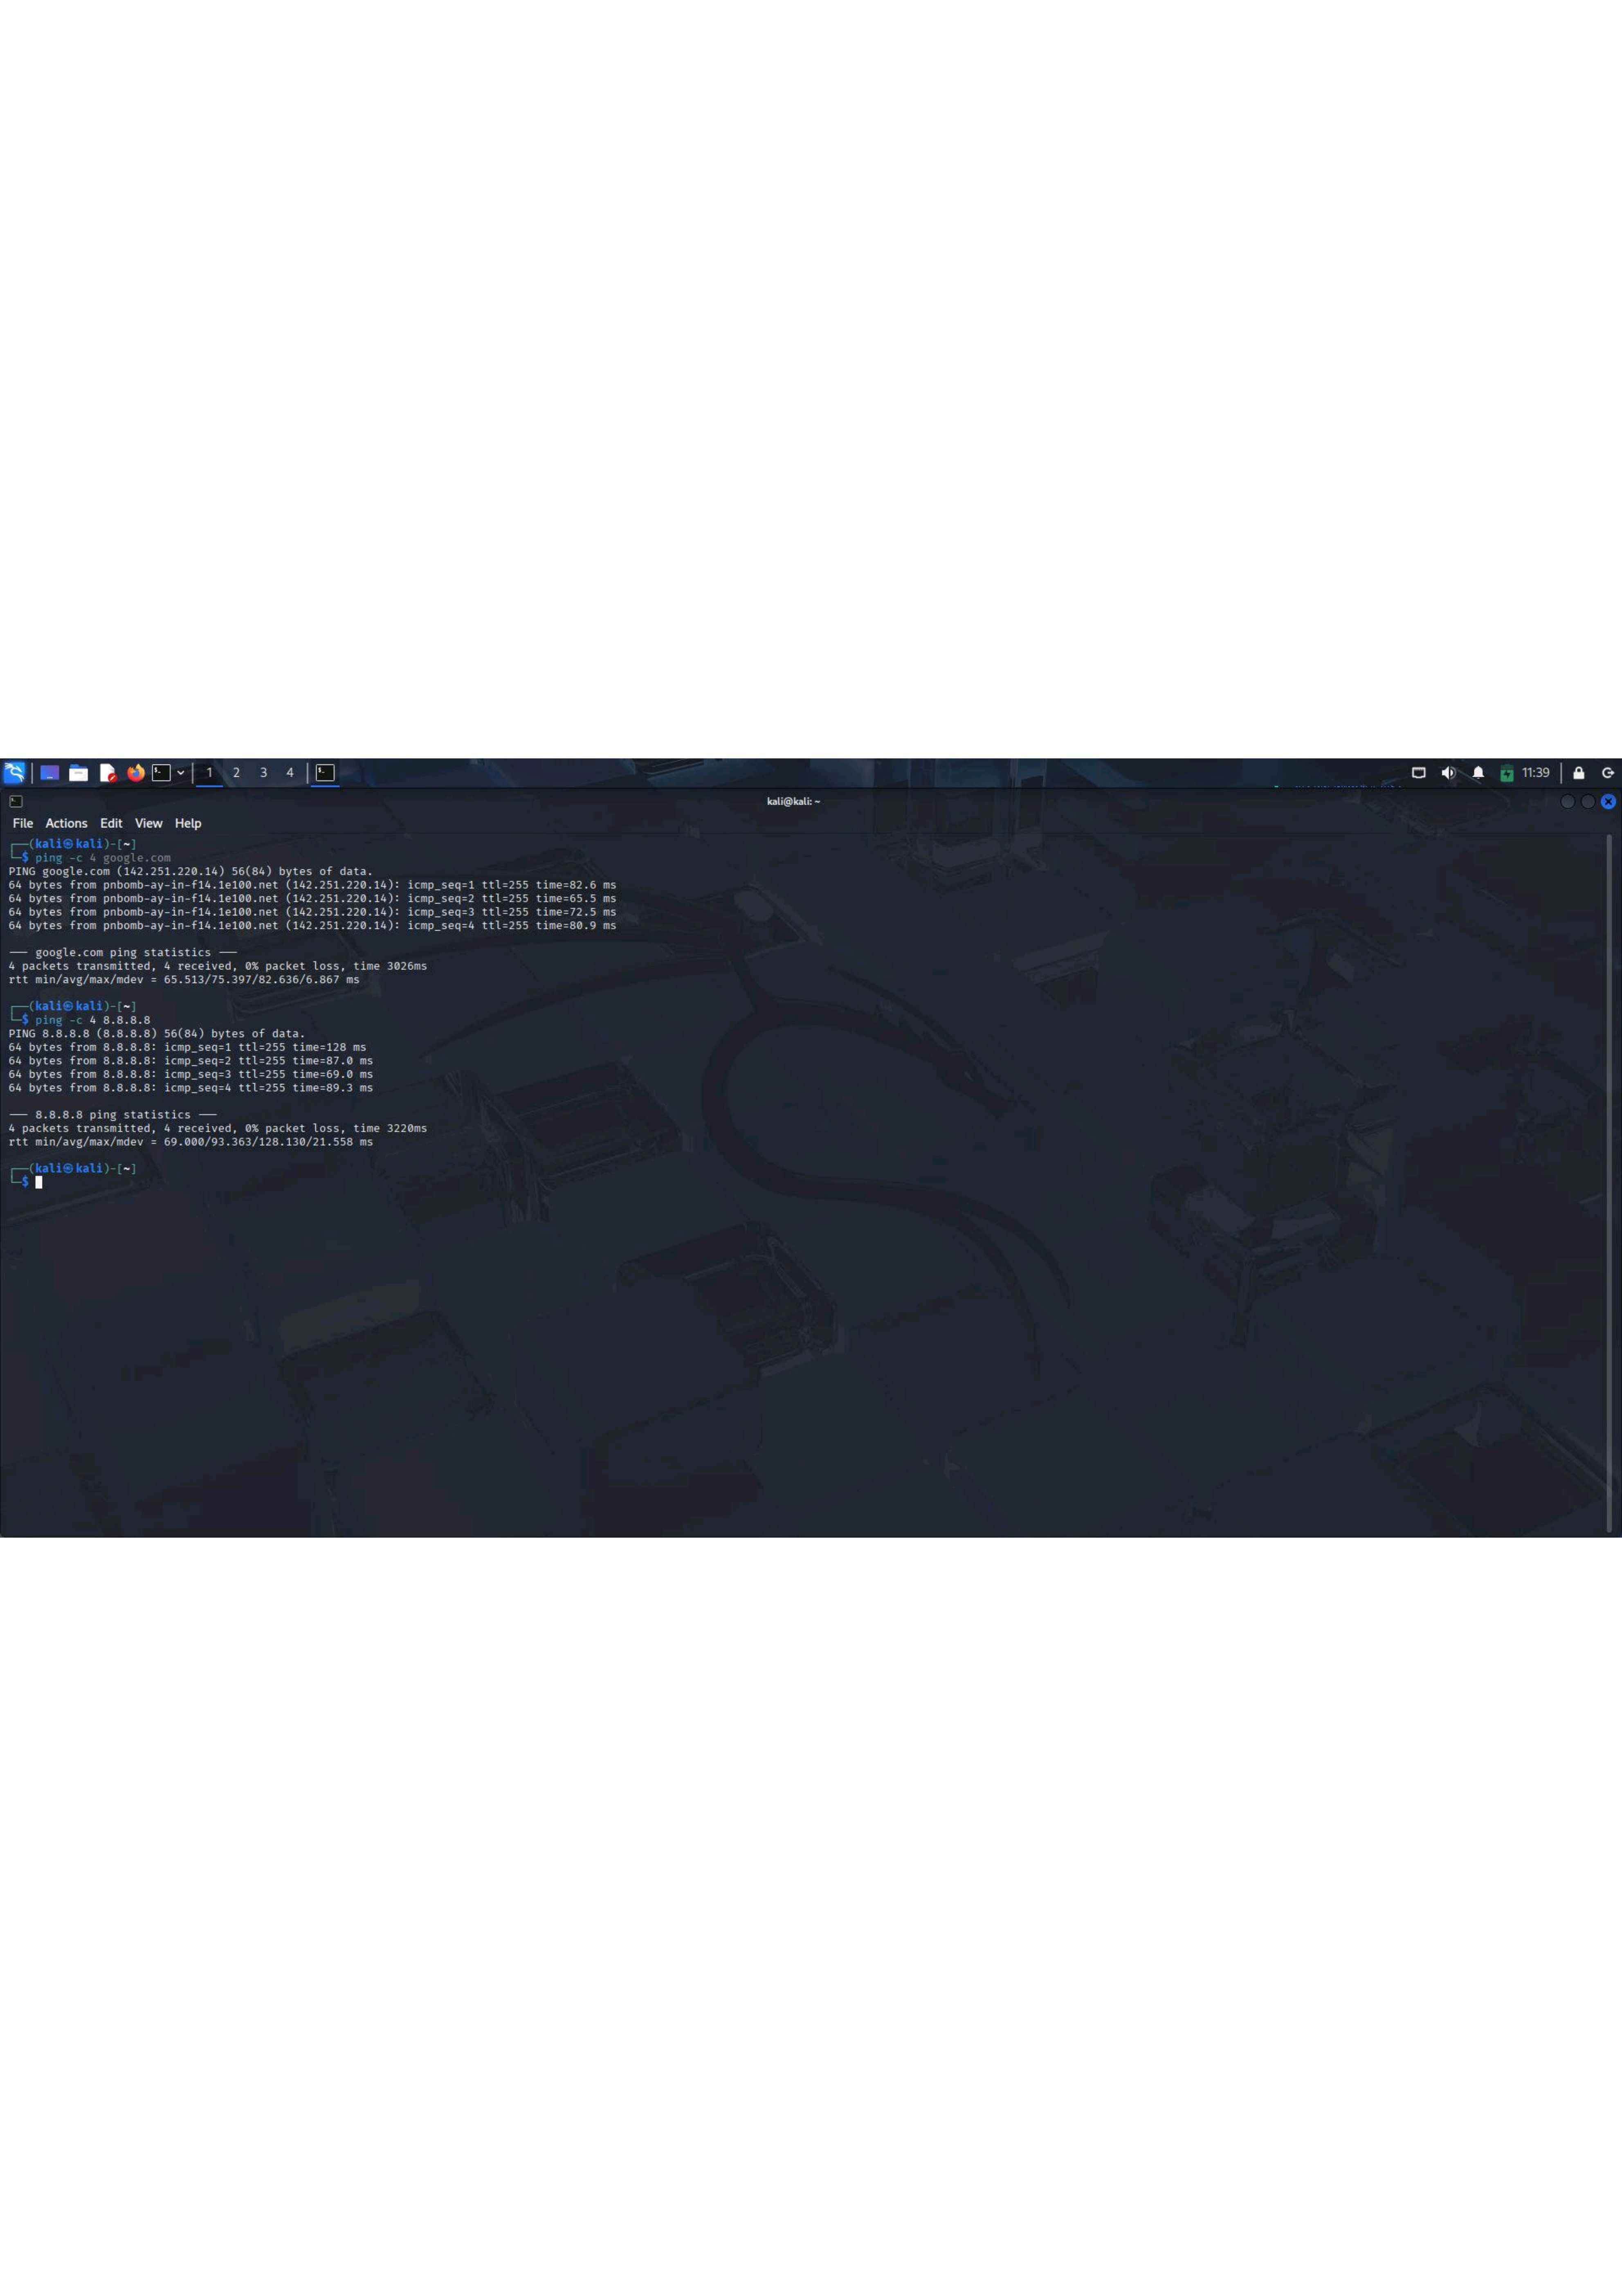 1 2 3 4
11:39
kali@kali: ~
File Actions Edit View Help
┌──(kali㉿kali)-[~]
└─$ ping -c 4 google.com
PING google.com (142.251.220.14) 56(84) bytes of data.
64 bytes from pnbomb-ay-in-f14.1e100.net (142.251.220.14): icmp_seq=1 ttl=255 time=82.6 ms
64 bytes from pnbomb-ay-in-f14.1e100.net (142.251.220.14): icmp_seq=2 ttl=255 time=65.5 ms
64 bytes from pnbomb-ay-in-f14.1e100.net (142.251.220.14): icmp_seq=3 ttl=255 time=72.5 ms
64 bytes from pnbomb-ay-in-f14.1e100.net (142.251.220.14): icmp_seq=4 ttl=255 time=80.9 ms
--- google.com ping statistics ---
4 packets transmitted, 4 received, 0% packet loss, time 3026ms
rtt min/avg/max/mdev = 65.513/75.397/82.636/6.867 ms
┌──(kali㉿kali)-[~]
└─$ ping -c 4 8.8.8.8
PING 8.8.8.8 (8.8.8.8) 56(84) bytes of data.
64 bytes from 8.8.8.8: icmp_seq=1 ttl=255 time=128 ms
64 bytes from 8.8.8.8: icmp_seq=2 ttl=255 time=87.0 ms
64 bytes from 8.8.8.8: icmp_seq=3 ttl=255 time=69.0 ms
64 bytes from 8.8.8.8: icmp_seq=4 ttl=255 time=89.3 ms
--- 8.8.8.8 ping statistics ---
4 packets transmitted, 4 received, 0% packet loss, time 3220ms
rtt min/avg/max/mdev = 69.000/93.363/128.130/21.558 ms
┌──(kali㉿kali)-[~]
└─$